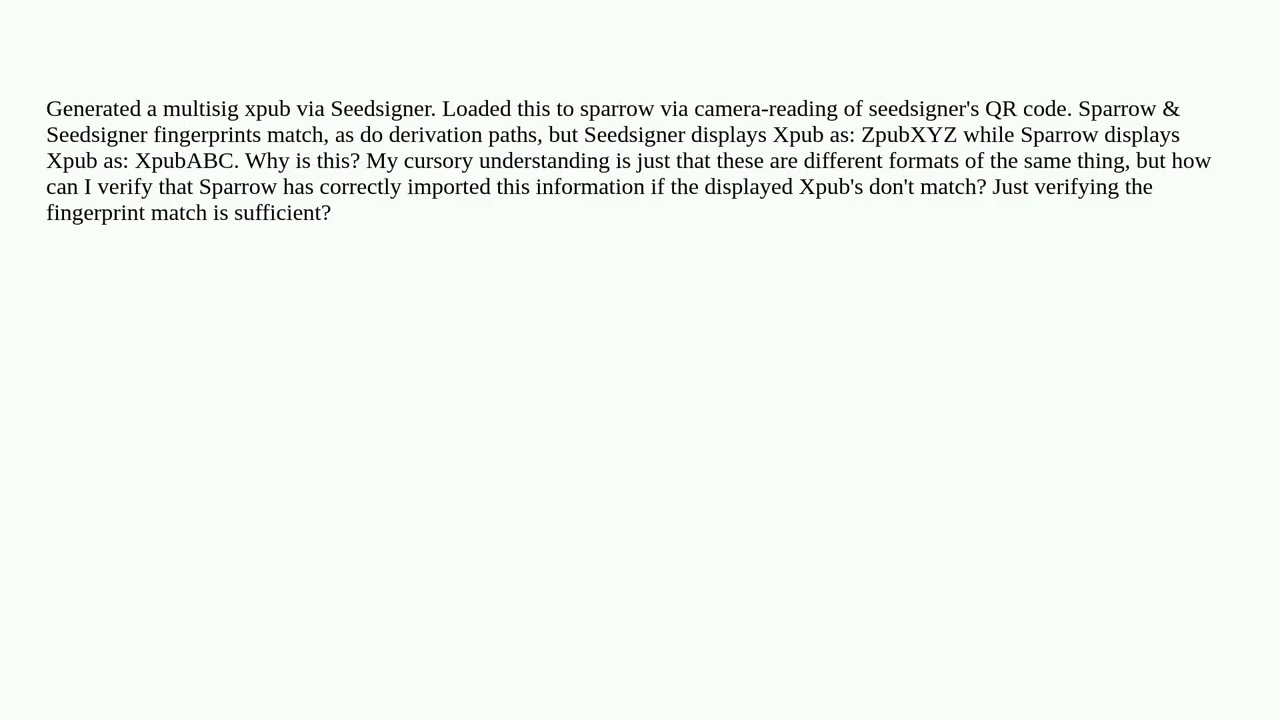 Generated a multisig xpub via Seedsigner. Loaded this to sparrow via camera-reading of seedsigner's QR code. Sparrow &
Seedsigner fingerprints match, as do derivation paths, but Seedsigner displays Xpub as: ZpubXYZ while Sparrow displays
Xpub as: XpubABC. Why is this? My cursory understanding is just that these are different formats of the same thing, but how
can I verify that Sparrow has correctly imported this information if the displayed Xpub's don't match? Just verifying the
fingerprint match is sufficient?